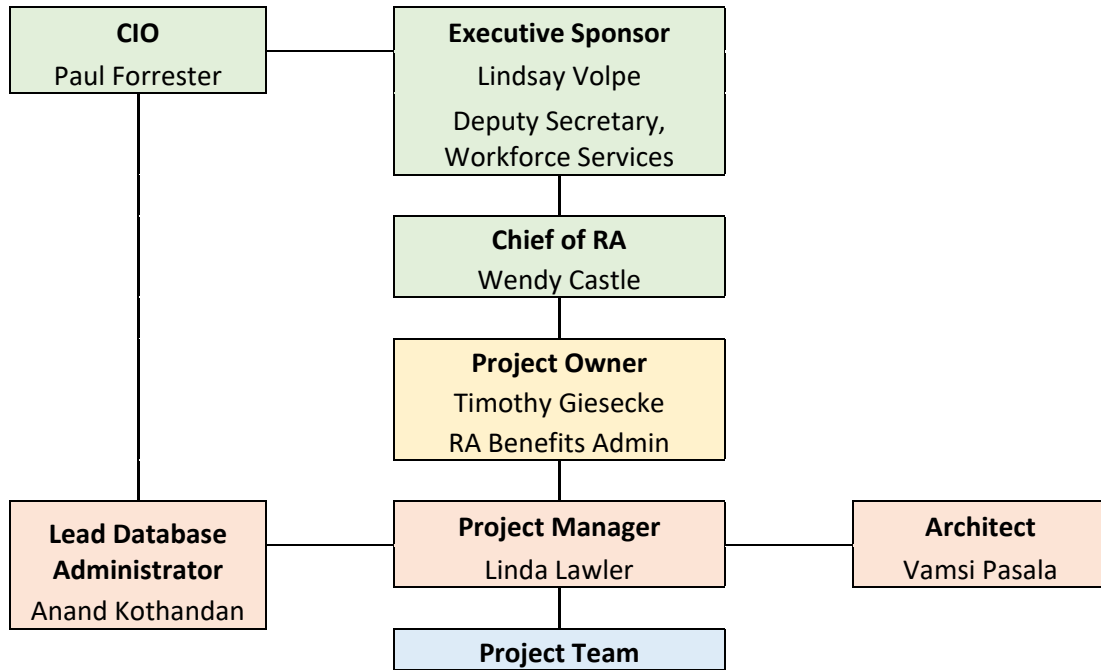 CIO
Paul Forrester
Executive Sponsor
Lindsay Volpe
Deputy Secretary,
Workforce Services
Chief of RA
Wendy Castle
Project Owner
Timothy Giesecke
RA Benefits Admin
Lead Database
Administrator
Anand Kothandan
Project Manager
Linda Lawler
Architect
Vamsi Pasala
Project Team